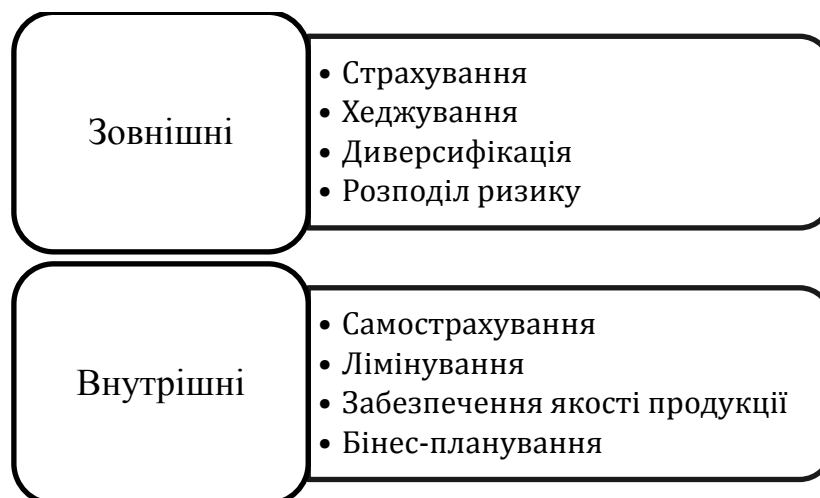 Зовнішні
• Страхування
• Хеджування
• Диверсифікація
• Розподіл ризику
Внутрішні
• Самострахування
• Лімінування
• Забезпечення якості продукції
• Бінес-планування